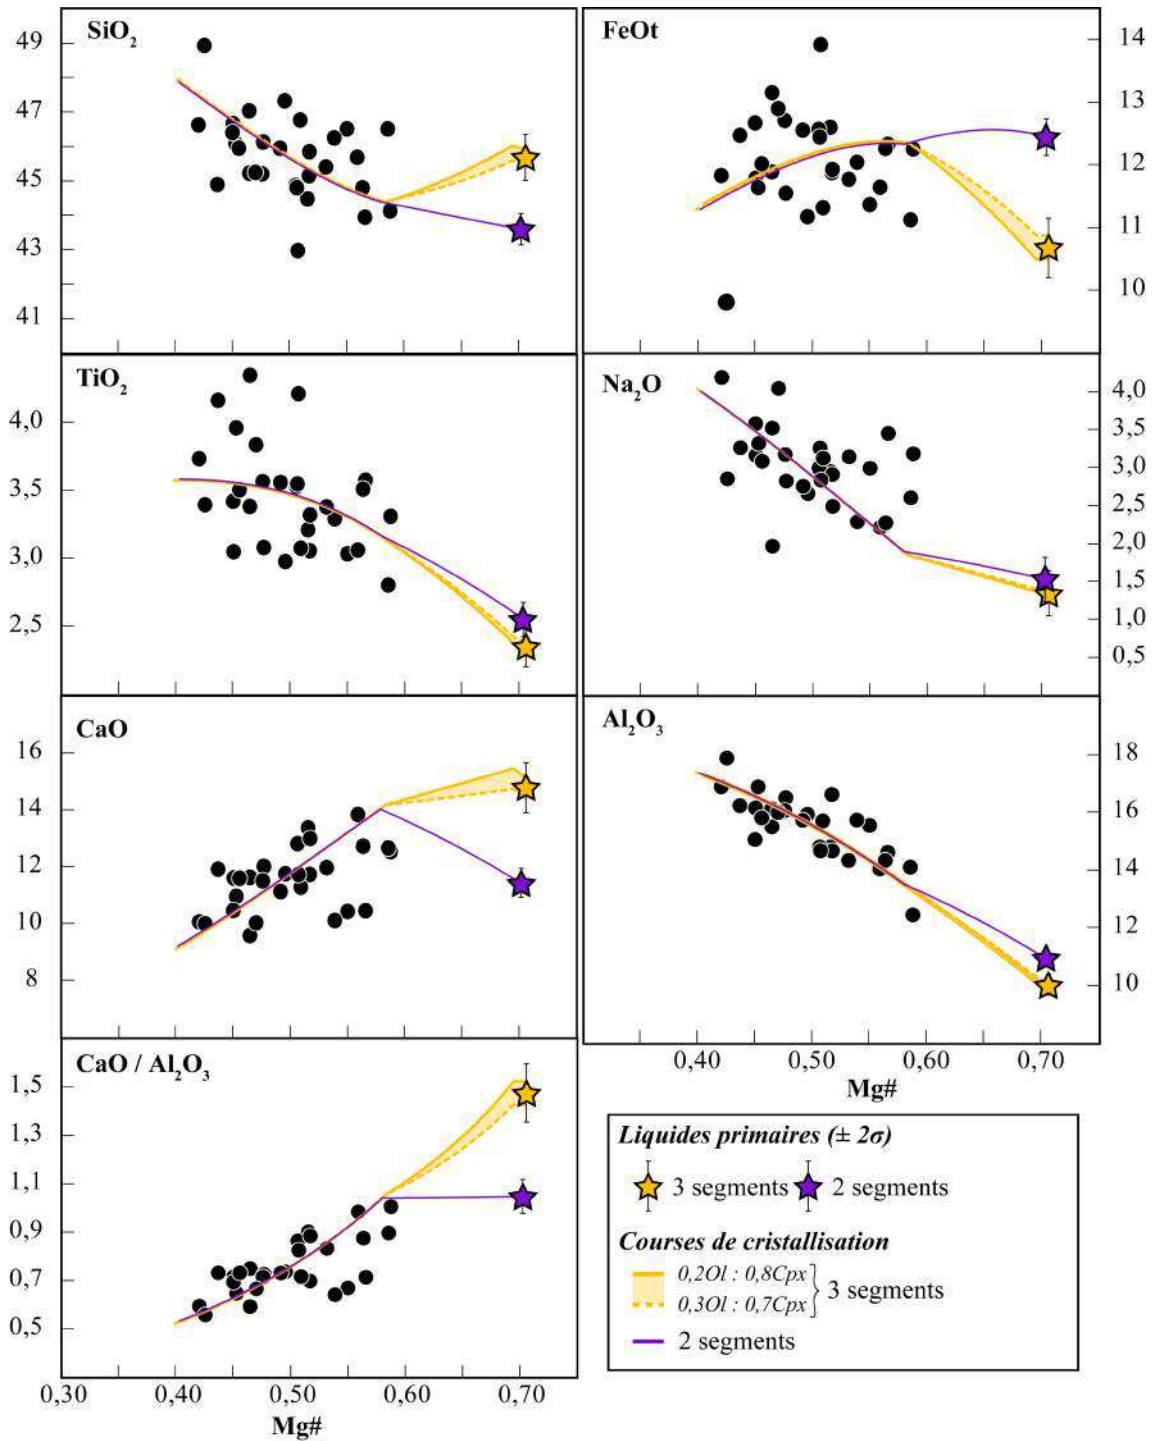 SiO₂
49
47
45
43
41
FeOt
14
13
12
11
10
TiO₂
4,0
3,5
3,0
2,5
Na₂O
4,0
3,5
3,0
2,5
2,0
1,5
1,0
0,5
CaO
16
14
12
10
8
Al₂O₃
18
16
14
12
10
0,40 0,50 0,60 0,70
Mg#
CaO / Al₂O₃
1,5
1,3
1,1
0,9
0,7
0,5
0,30 0,40 0,50 0,60 0,70
Mg#
Liquides primaires (± 2σ)
3 segments 2 segments
Courses de cristallisation
0,2Ol : 0,8Cpx
0,3Ol : 0,7Cpx } 3 segments
2 segments